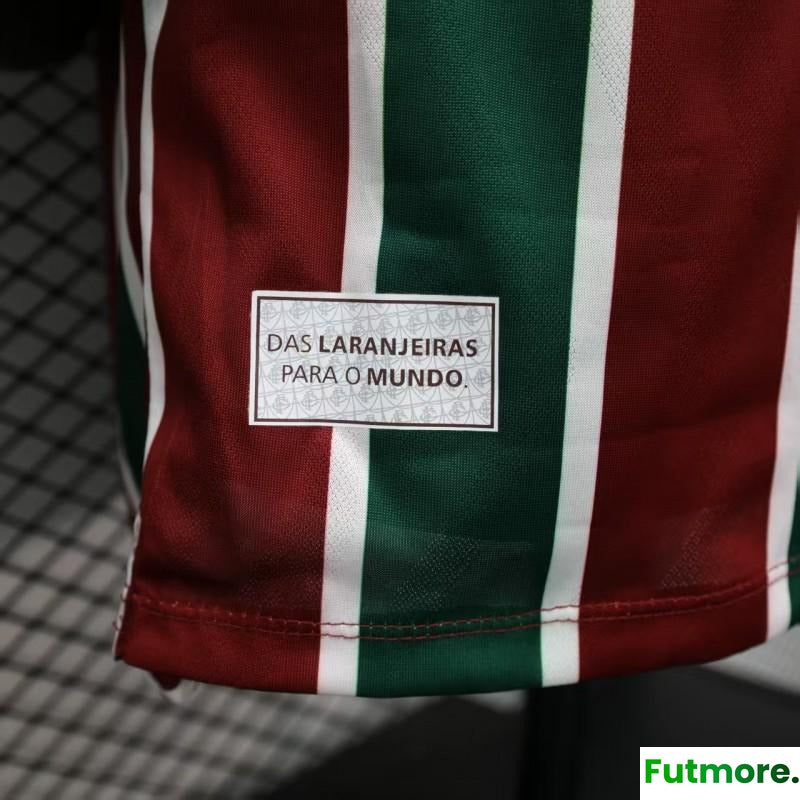 DAS LARANJEIRAS
PARA O MUNDO.
Futmore.